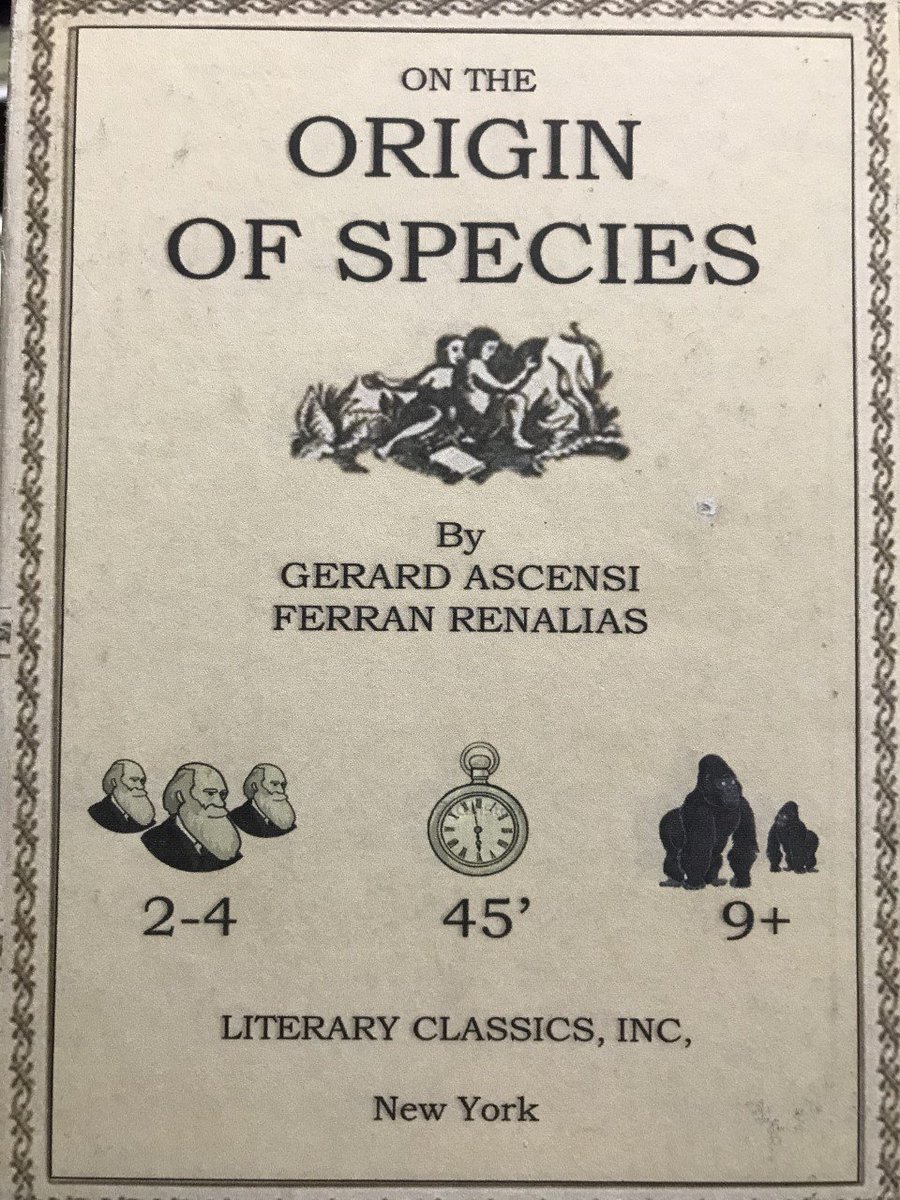 ON THE
ORIGIN
OF SPECIES
By
GERARD ASCENSI
FERRAN RENALIAS
2-4
45’
9+
LITERARY CLASSICS, INC,
New York